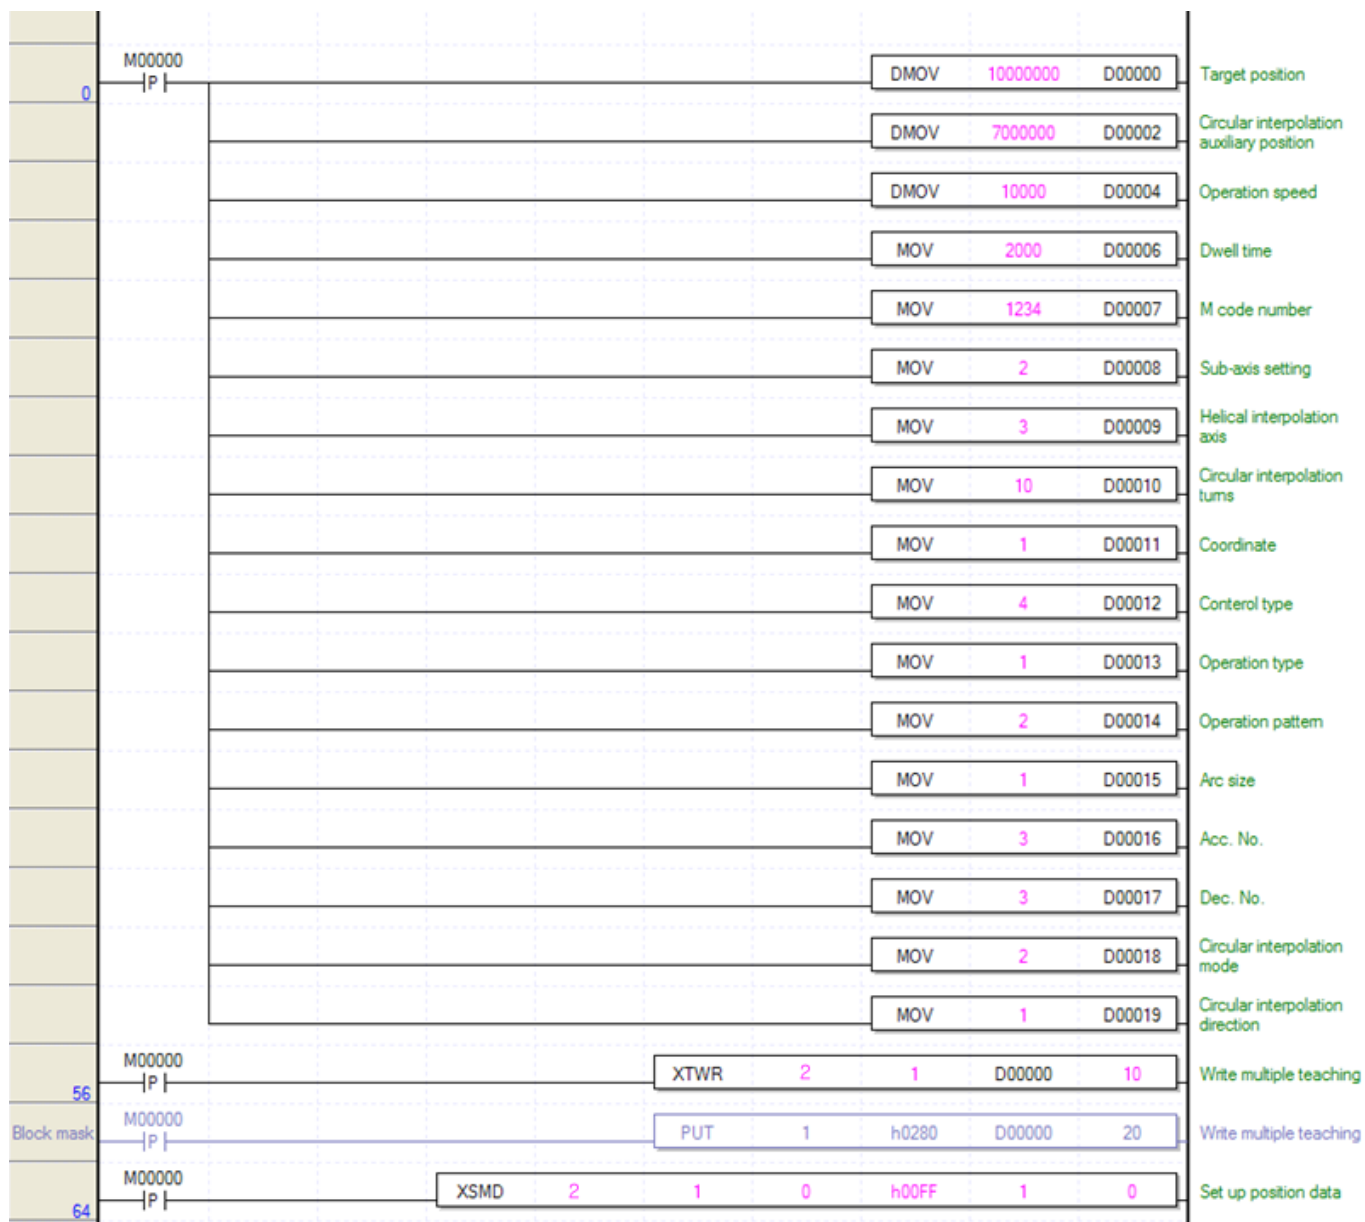 M00000
P
DMOV 10000000 D00000 Target position
0
DMOV 7000000 D00002 Circular interpolation
auxiliary position
DMOV 10000 D00004 Operation speed
MOV 2000 D00006 Dwell time
MOV 1234 D00007 M code number
MOV 2 D00008 Sub-axis setting
MOV 3 D00009 Helical interpolation
axis
MOV 10 D00010 Circular interpolation
turns
MOV 1 D00011 Coordinate
MOV 4 D00012 Conterol type
MOV 1 D00013 Operation type
MOV 2 D00014 Operation pattern
MOV 1 D00015 Arc size
MOV 3 D00016 Acc. No.
MOV 3 D00017 Dec. No.
MOV 2 D00018 Circular interpolation
mode
MOV 1 D00019 Circular interpolation
direction
M00000
P
XTWR 2 1 D00000 10 Write multiple teaching
56
M00000
Block mask P PUT 1 h0280 D00000 20 Write multiple teaching
M00000
P
XSMD 2 1 0 h00FF 1 0 Set up position data
64